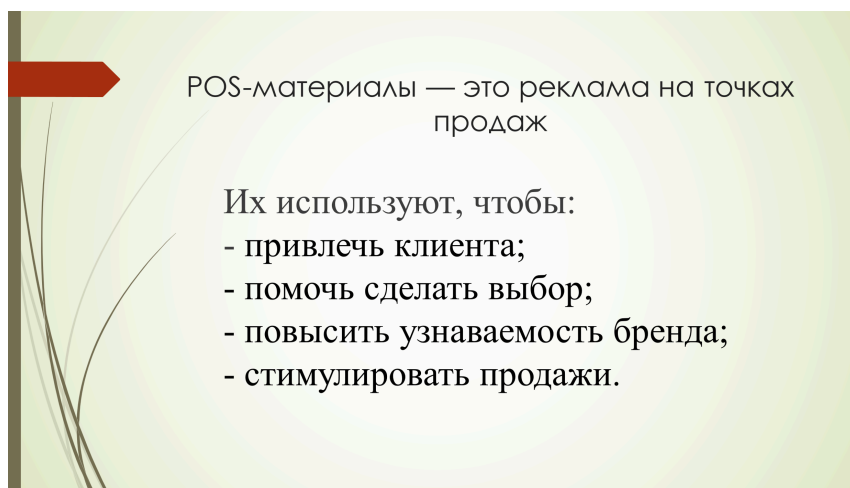 POS-материалы — это реклама на точках
продаж
Их используют, чтобы:
- привлечь клиента;
- помочь сделать выбор;
- повысить узнаваемость бренда;
- стимулировать продажи.